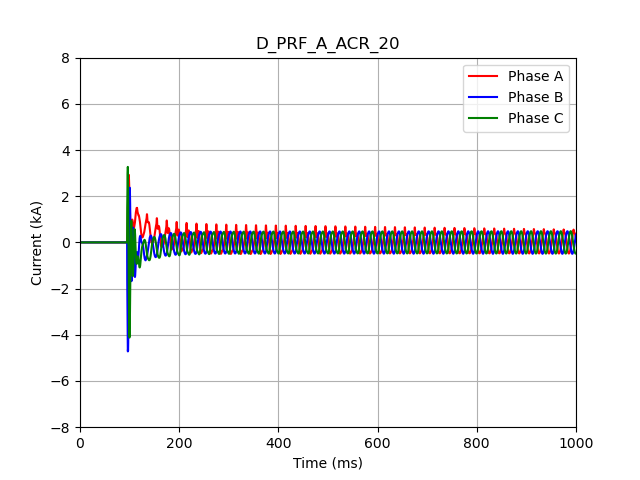 D_PRF_A_ACR_20
Phase A
Phase B
Phase C
Current (kA)
8
6
4
2
0
−2
−4
−6
−8
0 200 400 600 800 1000
Time (ms)